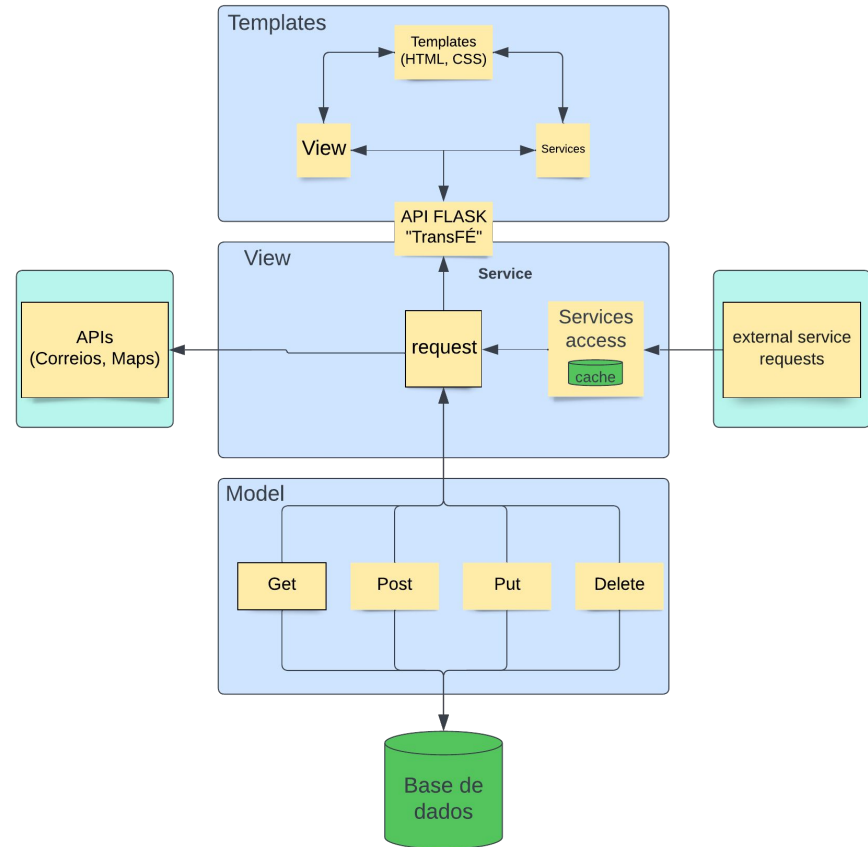 Templates
Templates
(HTML, CSS)
View
Services
API FLASK
"TransFÉ"
View
Service
APIs
(Correios, Maps)
request
Services
access
cache
external service
requests
Model
Get
Post
Put
Delete
Base de
dados